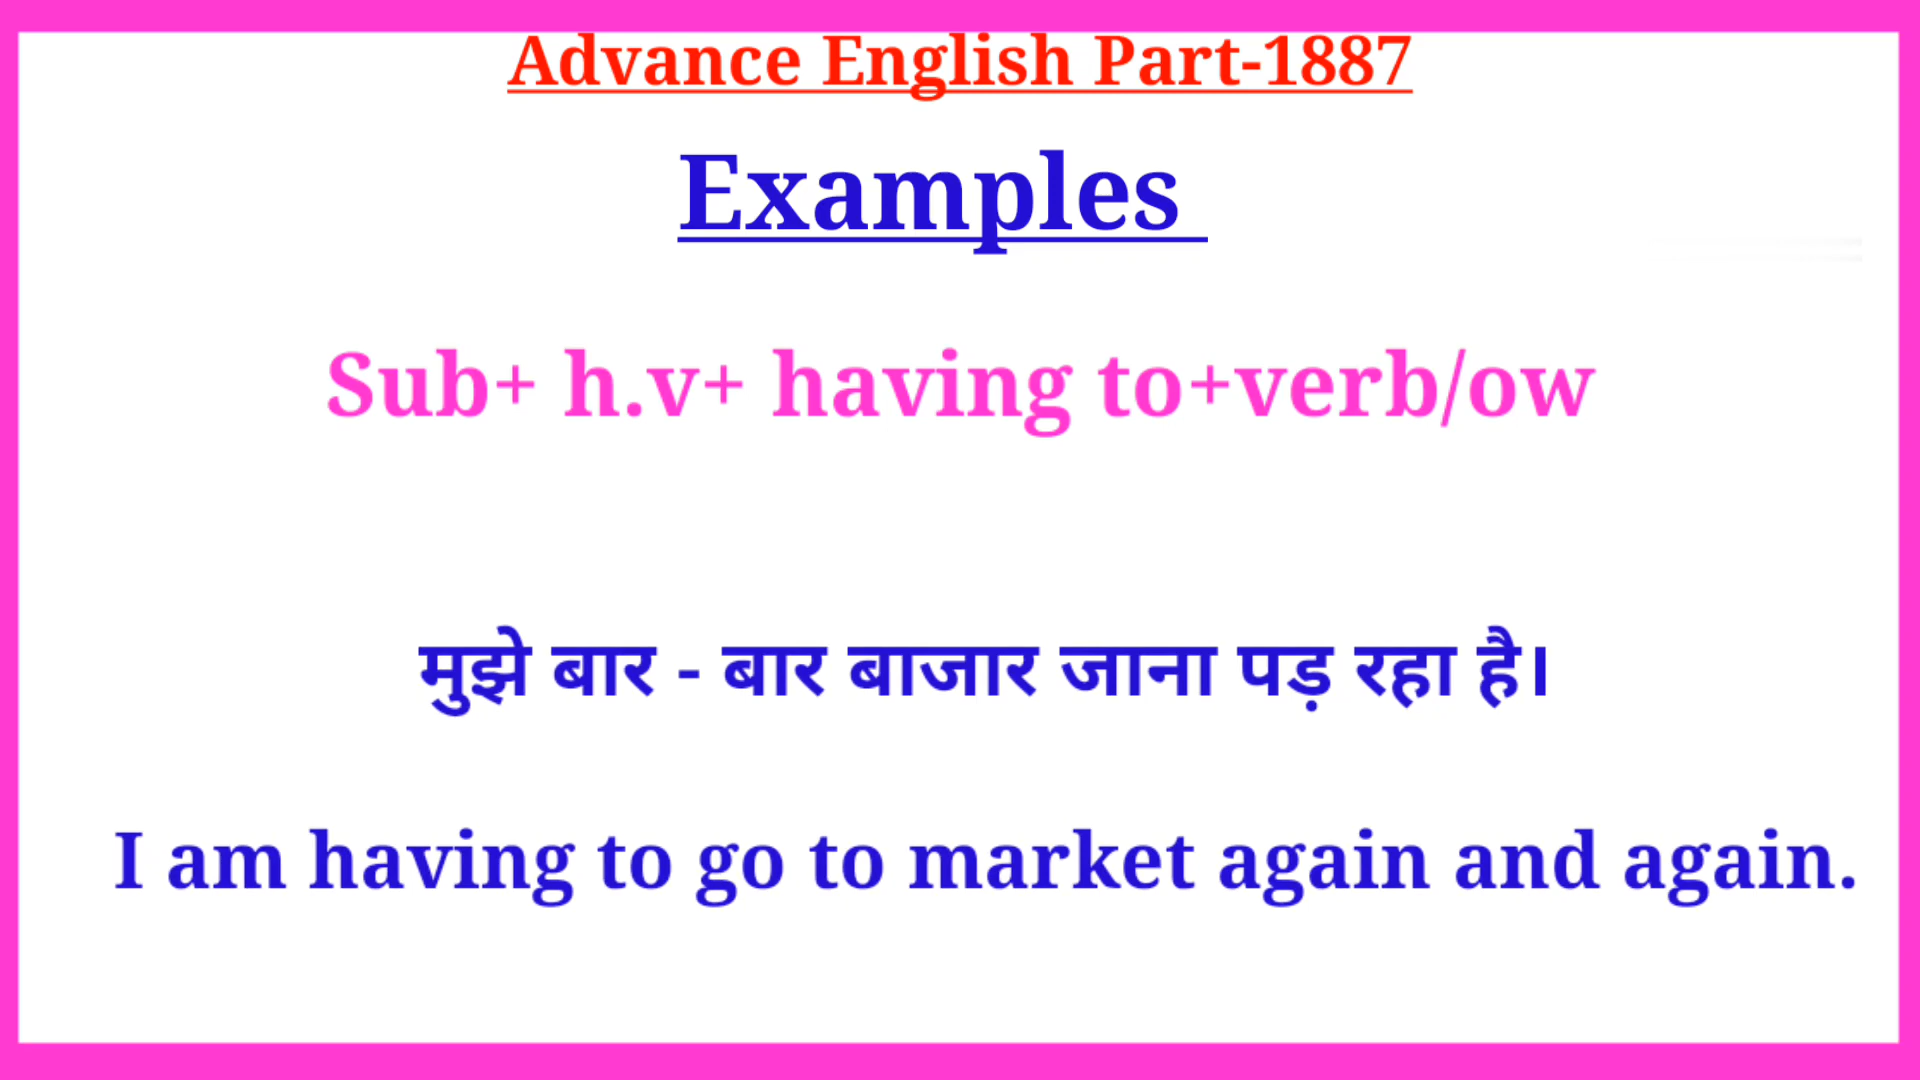 Advance English Part-1887
Examples
Sub+ h.v+ having to+verb/ow
मुझे बार - बार बाजार जाना पड़ रहा है।
I am having to go to market again and again.